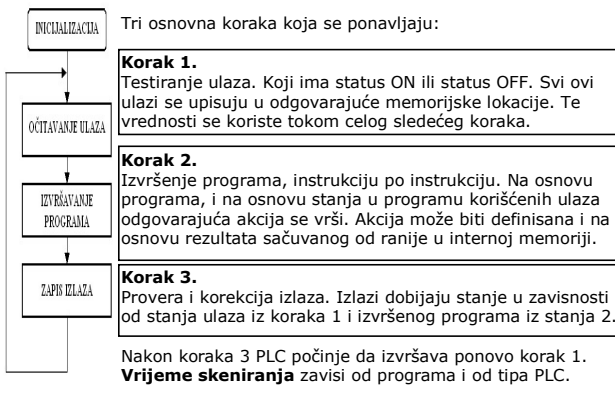 INICIJALIZACIJA
OČITAVANJE ULAZA
IZVRŠAVANJE
PROGRAMA
ZAPIS IZLAZA
Tri osnovna koraka koja se ponavljaju:
Korak 1.
Testiranje ulaza. Koji ima status ON ili status OFF. Svi ovi
ulazi se upisuju u odgovarajuće memorijske lokacije. Te
vrednosti se koriste tokom celog sledećeg koraka.
Korak 2.
Izvršenje programa, instrukciju po instrukciju. Na osnovu
programa, i na osnovu stanja u programu korišćenih ulaza
odgovarajuća akcija se vrši. Akcija može biti definisana i na
osnovu rezultata sačuvanog od ranije u internoj memoriji.
Korak 3.
Provera i korekcija izlaza. Izlazi dobijaju stanje u zavisnosti
od stanja ulaza iz koraka 1 i izvršenog programa iz stanja 2.
Nakon koraka 3 PLC počinje da izvršava ponovo korak 1.
Vrijeme skeniranja zavisi od programa i od tipa PLC.